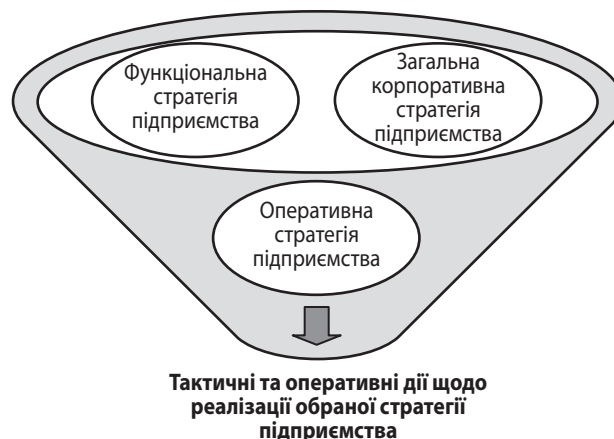 Функціональна
стратегія
підприємства
Загальна
корпоративна
стратегія
підприємства
Оперативна
стратегія
підприємства
Тактичні та оперативні дії щодо
реалізації обраної стратегії
підприємства